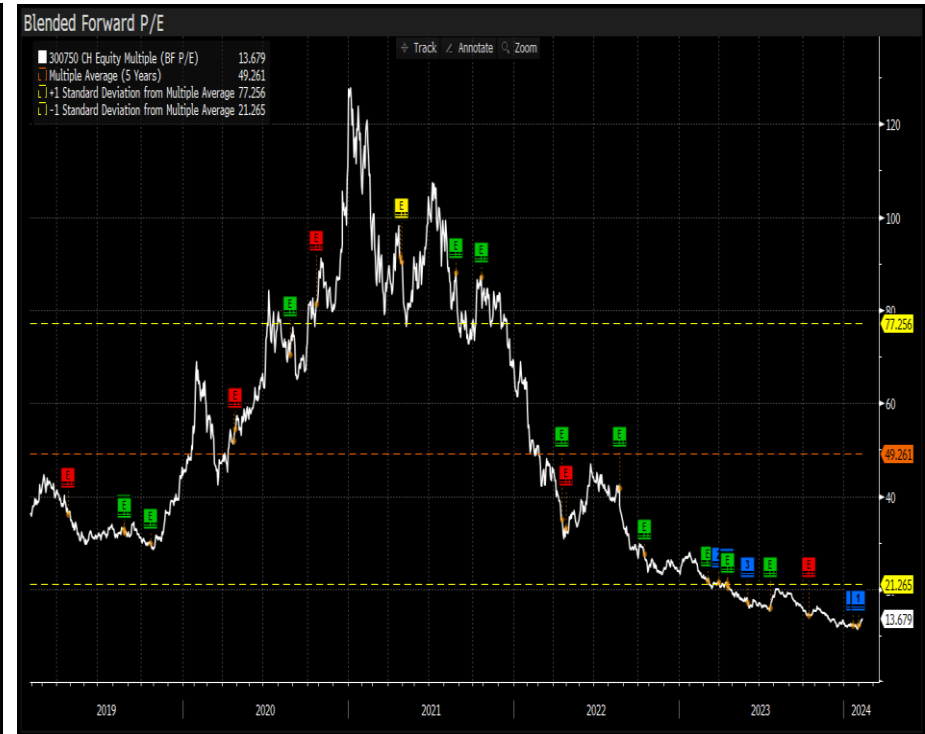 Blended Forward P/E
300750 CH Equity Multiple (BF P/E) 13.679
Multiple Average (5 Years) 49.261
+1 Standard Deviation from Multiple Average 77.256
-1 Standard Deviation from Multiple Average 21.265
Track Annotate Zoom
120
100
E
E
E
E
E
80
77.256
E
60
49.261
E
E
E
E
40
E
E
E
E
E
3
E
E
21.265
1
13.679
2019 2020 2021 2022 2023 2024